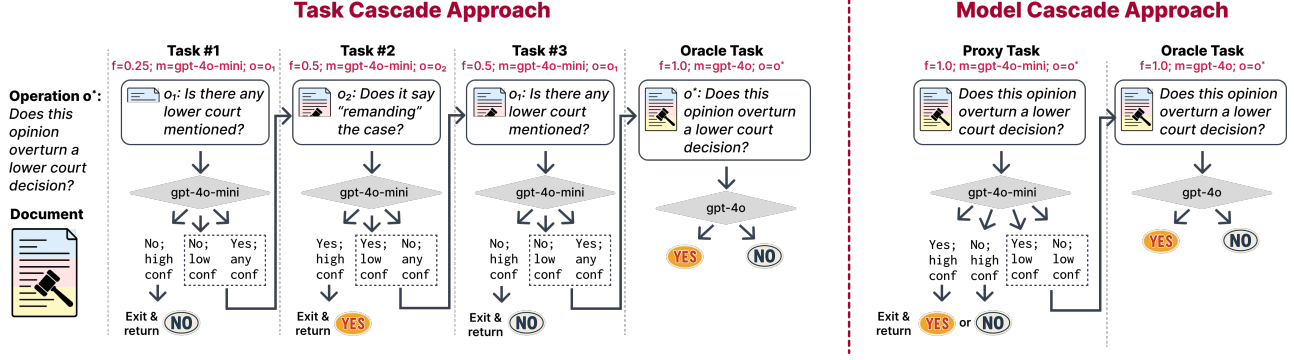 Task Cascade Approach
Operation o*:
Does this
opinion
overturn a
lower court
decision?
Document
Task #1
f=0.25; m=gpt-4o-mini; o=o₁
o₁: Is there any
lower court
mentioned?
gpt-4o-mini
No;
high
conf
No;
low
conf
Yes;
any
conf
Exit &
return
NO
Task #2
f=0.5; m=gpt-4o-mini; o=o₂
o₂: Does it say
“remanding”
the case?
gpt-4o-mini
Yes;
high
conf
Yes;
low
conf
No;
any
conf
Exit &
return
YES
Task #3
f=0.5; m=gpt-4o-mini; o=o₁
o₁: Is there any
lower court
mentioned?
gpt-4o-mini
No;
high
conf
No;
low
conf
Yes;
any
conf
Exit &
return
NO
Oracle Task
f=1.0; m=gpt-4o; o=o*
o*: Does this
opinion overturn
a lower court
decision?
gpt-4o
YES
NO
Model Cascade Approach
Proxy Task
f=1.0; m=gpt-4o-mini; o=o*
Does this opinion
overturn a lower
court decision?
gpt-4o-mini
Yes;
high
conf
No;
high
conf
Yes;
low
conf
No;
low
conf
Exit &
return
YES
or
NO
Oracle Task
f=1.0; m=gpt-4o; o=o*
Does this opinion
overturn a lower
court decision?
gpt-4o
YES
NO